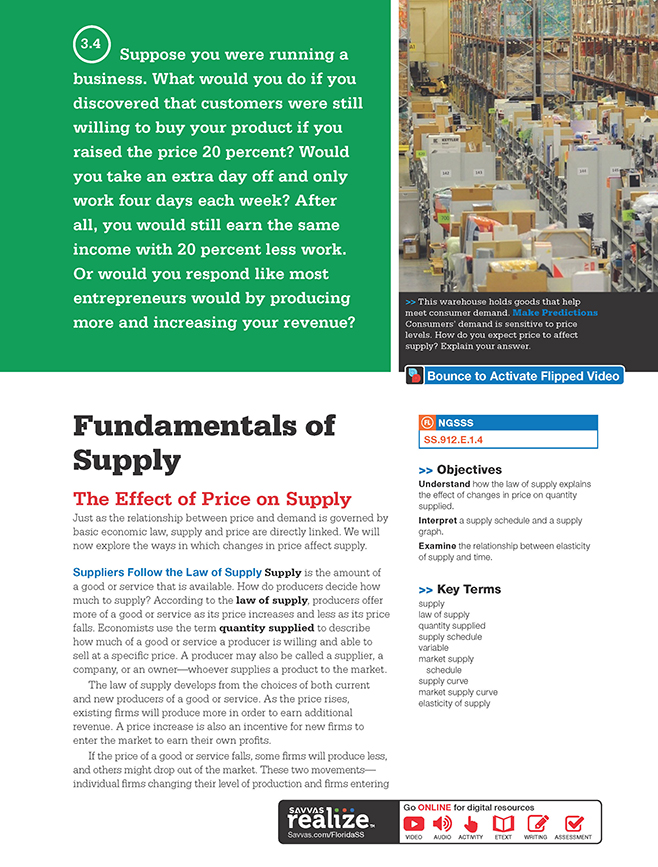 3.4
Suppose you were running a
business. What would you do if you
discovered that customers were still
willing to buy your product if you
raised the price 20 percent? Would
you take an extra day off and only
work four days each week? After
all, you would still earn the same
income with 20 percent less work.
Or would you respond like most
entrepreneurs would by producing
more and increasing your revenue?
>> This warehouse holds goods that help
meet consumer demand. Make Predictions
Consumers' demand is sensitive to price
levels. How do you expect price to affect
supply? Explain your answer.
Bounce to Activate Flipped Video
Fundamentals of
Supply
The Effect of Price on Supply
Just as the relationship between price and demand is governed by
basic economic law, supply and price are directly linked. We will
now explore the ways in which changes in price affect supply.
Suppliers Follow the Law of Supply Supply is the amount of
a good or service that is available. How do producers decide how
much to supply? According to the law of supply, producers offer
more of a good or service as its price increases and less as its price
falls. Economists use the term quantity supplied to describe
how much of a good or service a producer is willing and able to
sell at a specific price. A producer may also be called a supplier, a
company, or an owner—whoever supplies a product to the market.
The law of supply develops from the choices of both current
and new producers of a good or service. As the price rises,
existing firms will produce more in order to earn additional
revenue. A price increase is also an incentive for new firms to
enter the market to earn their own profits.
If the price of a good or service falls, some firms will produce less,
and others might drop out of the market. These two movements—
individual firms changing their level of production and firms entering
FL NGSSS
SS.912.E.1.4
>> Objectives
Understand how the law of supply explains
the effect of changes in price on quantity
supplied.
Interpret a supply schedule and a supply
graph.
Examine the relationship between elasticity
of supply and time.
>> Key Terms
supply
law of supply
quantity supplied
supply schedule
variable
market supply
schedule
supply curve
market supply curve
elasticity of supply
SAVVAS
realize™
Savvas.com/FloridaSS
Go ONLINE for digital resources
VIDEO AUDIO ACTIVITY ETEXT WRITING ASSESSMENT